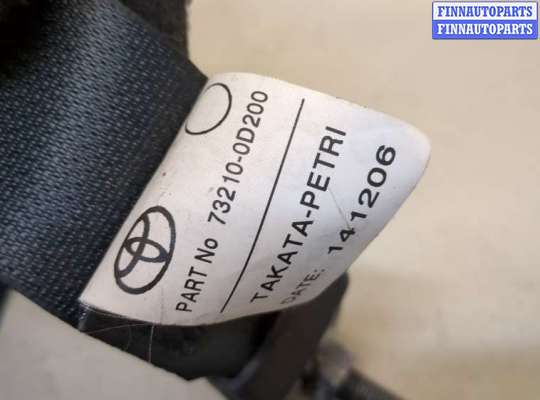 FINNAUTOPARTS
FINNAUTOPARTS
PART No 73210-0D200
TAKATA-PETRI
DATE: 141206